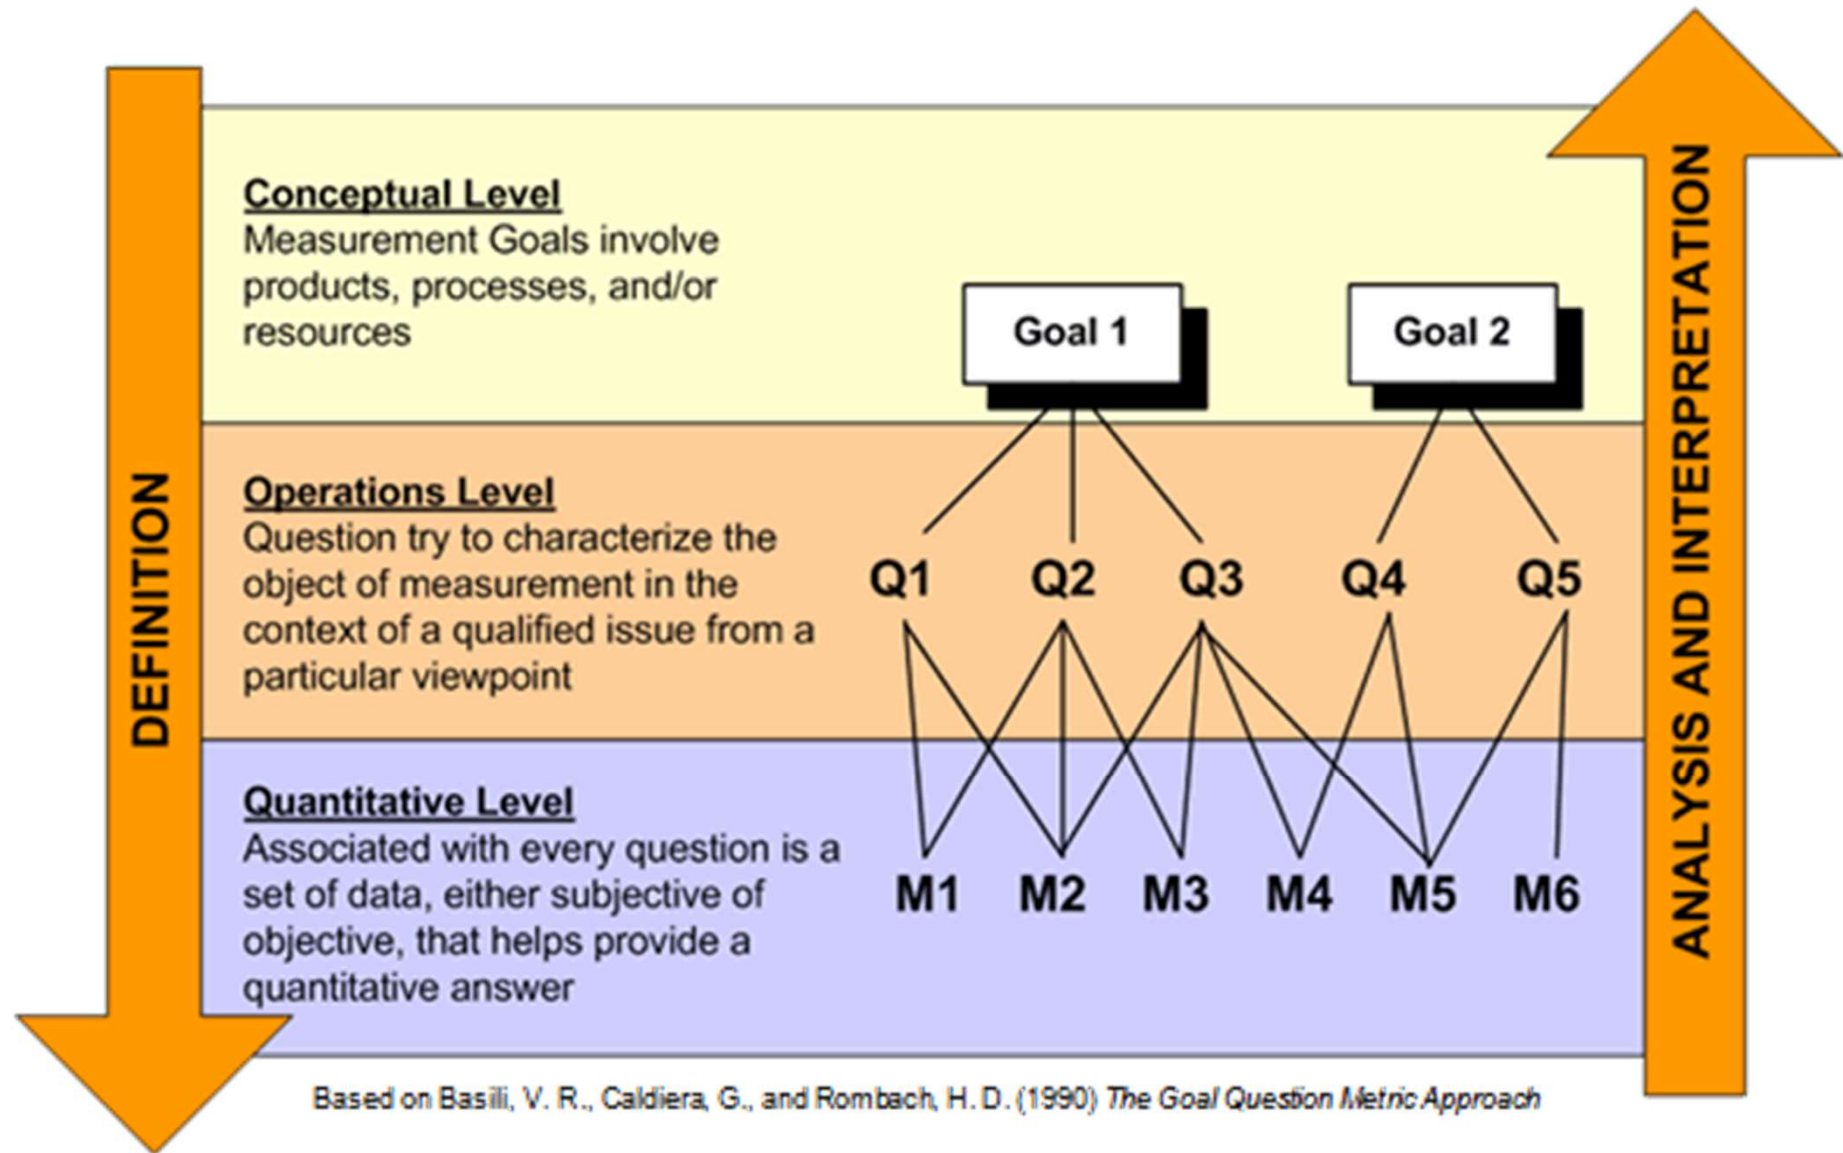 DEFINITION
Conceptual Level
Measurement Goals involve
products, processes, and/or
resources
Goal 1
Goal 2
Operations Level
Question try to characterize the
object of measurement in the
context of a qualified issue from a
particular viewpoint
Q1 Q2 Q3 Q4 Q5
Quantitative Level
Associated with every question is a
set of data, either subjective of
objective, that helps provide a
quantitative answer
M1 M2 M3 M4 M5 M6
ANALYSIS AND INTERPRETATION
Based on Basili, V. R., Caldiera, G., and Rombach, H. D. (1990) The Goal Question Metric Approach